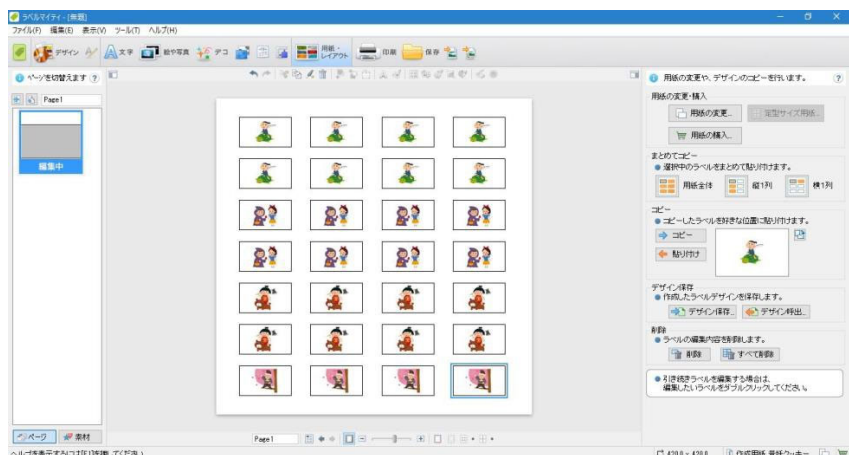 ラベルマイティ - [無題]
ファイル(F) 編集(E) 表示(V) ツール(T) ヘルプ(H)
デザイン 文字 絵や写真 デコ 用紙・レイアウト 印刷 保存
ページを切替えます ?
Page1
編集中
ページ 素材
Page1
用紙の変更や、デザインのコピーを行います。 ?
用紙の変更・購入
用紙の変更... 定型サイズ用紙...
用紙の購入...
まとめてコピー
選択中のラベルをまとめて貼り付けます。
用紙全体 縦1列 横1列
コピー
コピーしたラベルを好きな位置に貼り付けます。
コピー
貼り付け
デザイン保存
作成したラベルデザインを保存します。
デザイン保存... デザイン呼出...
削除
ラベルの編集内容を削除します。
削除 すべて削除
引き続きラベルを編集する場合は、
編集したいラベルをダブルクリックしてください。